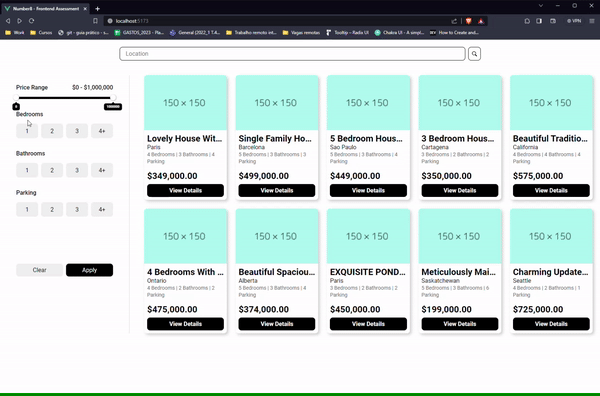 Number8 - Frontend Assessment
localhost:5173
VPN
Work
Cursos
git - guia prático - s...
GASTOS_2023 - Pla...
General (2022_1 T.4...
Trabalho remoto int...
Vagas remotas
Tooltip – Radix UI
Chakra UI - A simpl...
How to Create and...
Location
Price Range
$0 - $1,000,000
0
1000000
Bedrooms
1
2
3
4+
Bathrooms
1
2
3
4+
Parking
1
2
3
4+
Clear
Apply
150 × 150
150 × 150
150 × 150
150 × 150
150 × 150
Lovely House Wit...
Paris
4 Bedrooms | 3 Bathrooms | 4
Parking
$349,000.00
View Details
Single Family Ho...
Barcelona
5 Bedrooms | 3 Bathrooms | 3
Parking
$499,000.00
View Details
5 Bedroom Hous...
Sao Paulo
5 Bedrooms | 3 Bathrooms | 4
Parking
$449,000.00
View Details
3 Bedroom Hous...
Cartagena
3 Bedrooms | 2 Bathrooms | 2
Parking
$350,000.00
View Details
Beautiful Traditio...
California
4 Bedrooms | 3 Bathrooms | 4
Parking
$575,000.00
View Details
150 × 150
150 × 150
150 × 150
150 × 150
150 × 150
4 Bedrooms With ...
Ontario
4 Bedrooms | 2 Bathrooms | 2
Parking
$475,000.00
View Details
Beautiful Spaciou...
Alberta
5 Bedrooms | 3 Bathrooms | 4
Parking
$374,000.00
View Details
EXQUISITE POND...
Paris
3 Bedrooms | 2 Bathrooms | 2
Parking
$450,000.00
View Details
Meticulously Mai...
Saskatchewan
5 Bedrooms | 3 Bathrooms | 6
Parking
$199,000.00
View Details
Charming Update...
Seattle
4 Bedrooms | 2 Bathrooms | 1
Parking
$725,000.00
View Details